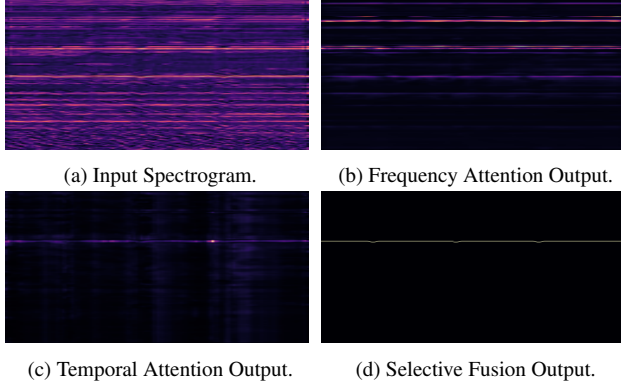 (a) Input Spectrogram.
(b) Frequency Attention Output.
(c) Temporal Attention Output.
(d) Selective Fusion Output.